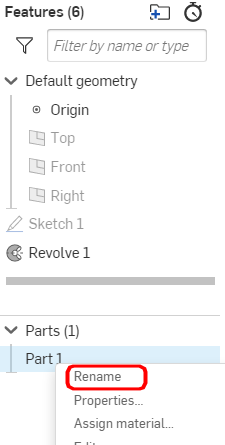 Features (6)
Filter by name or type
Default geometry
Origin
Top
Front
Right
Sketch 1
Revolve 1
Parts (1)
Part 1
Rename
Properties...
Assign material...